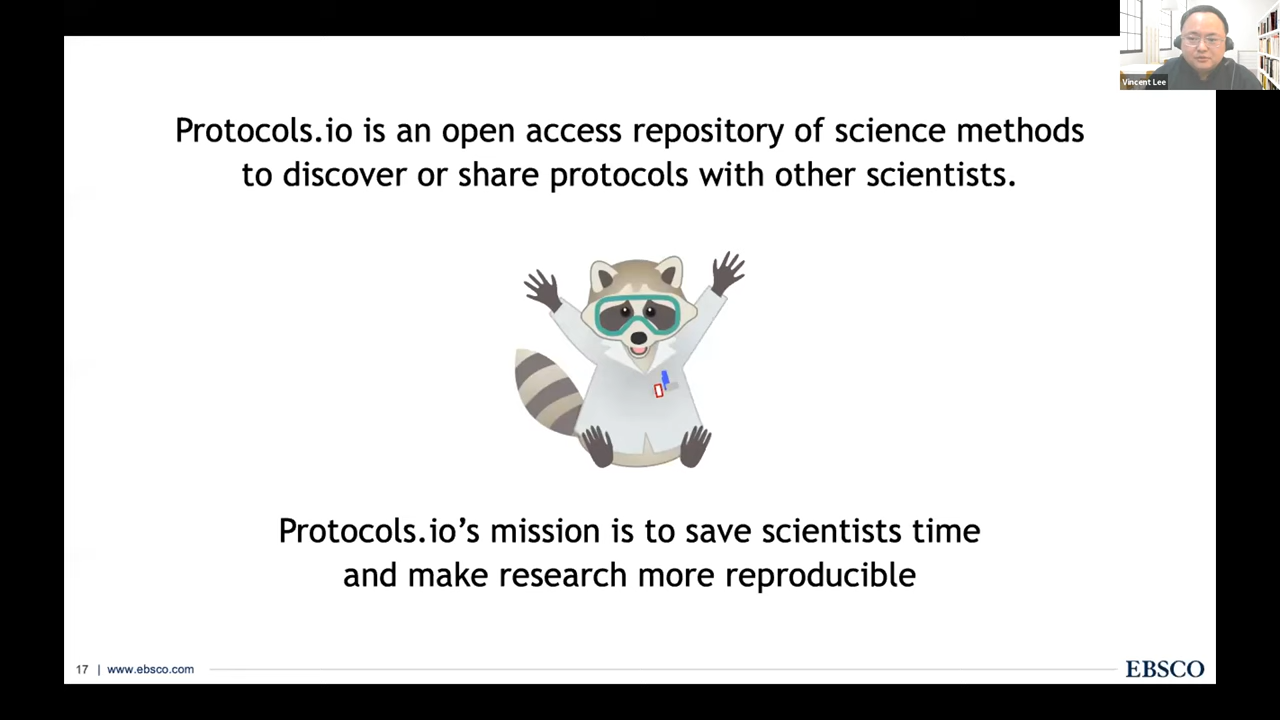 Vincent Lee
Protocols.io is an open access repository of science methods
to discover or share protocols with other scientists.
Protocols.io’s mission is to save scientists time
and make research more reproducible
17 | www.ebsco.com
EBSCO